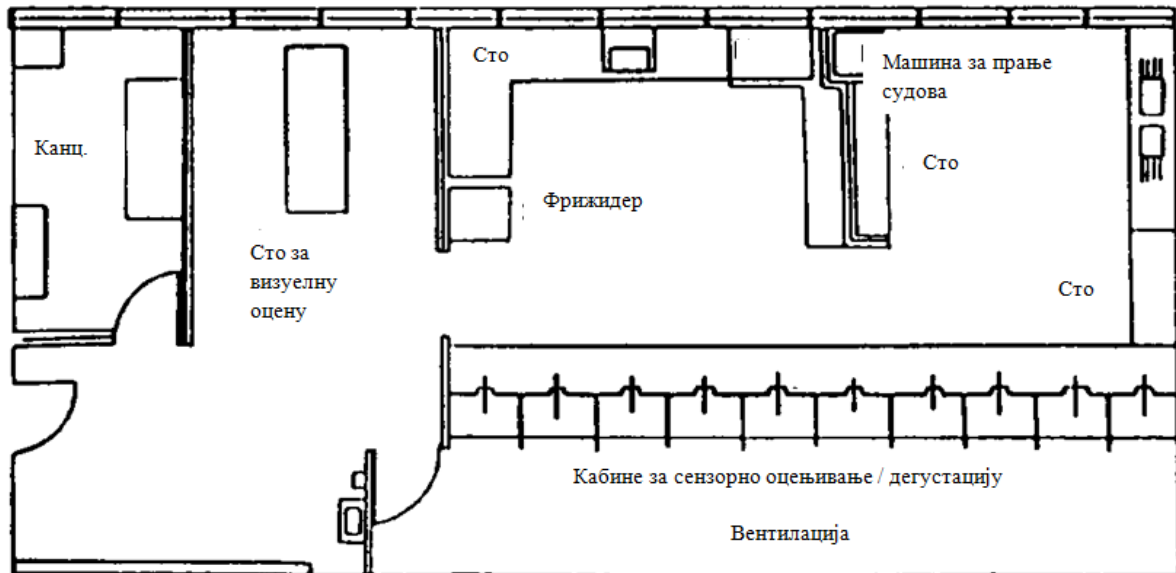 Сто
Машина за прање
судова
Канц.
Сто
Фрижидер
Сто за
визуелну
оцену
Сто
Кабине за сензорно оцењивање / дегустацију
Вентилација